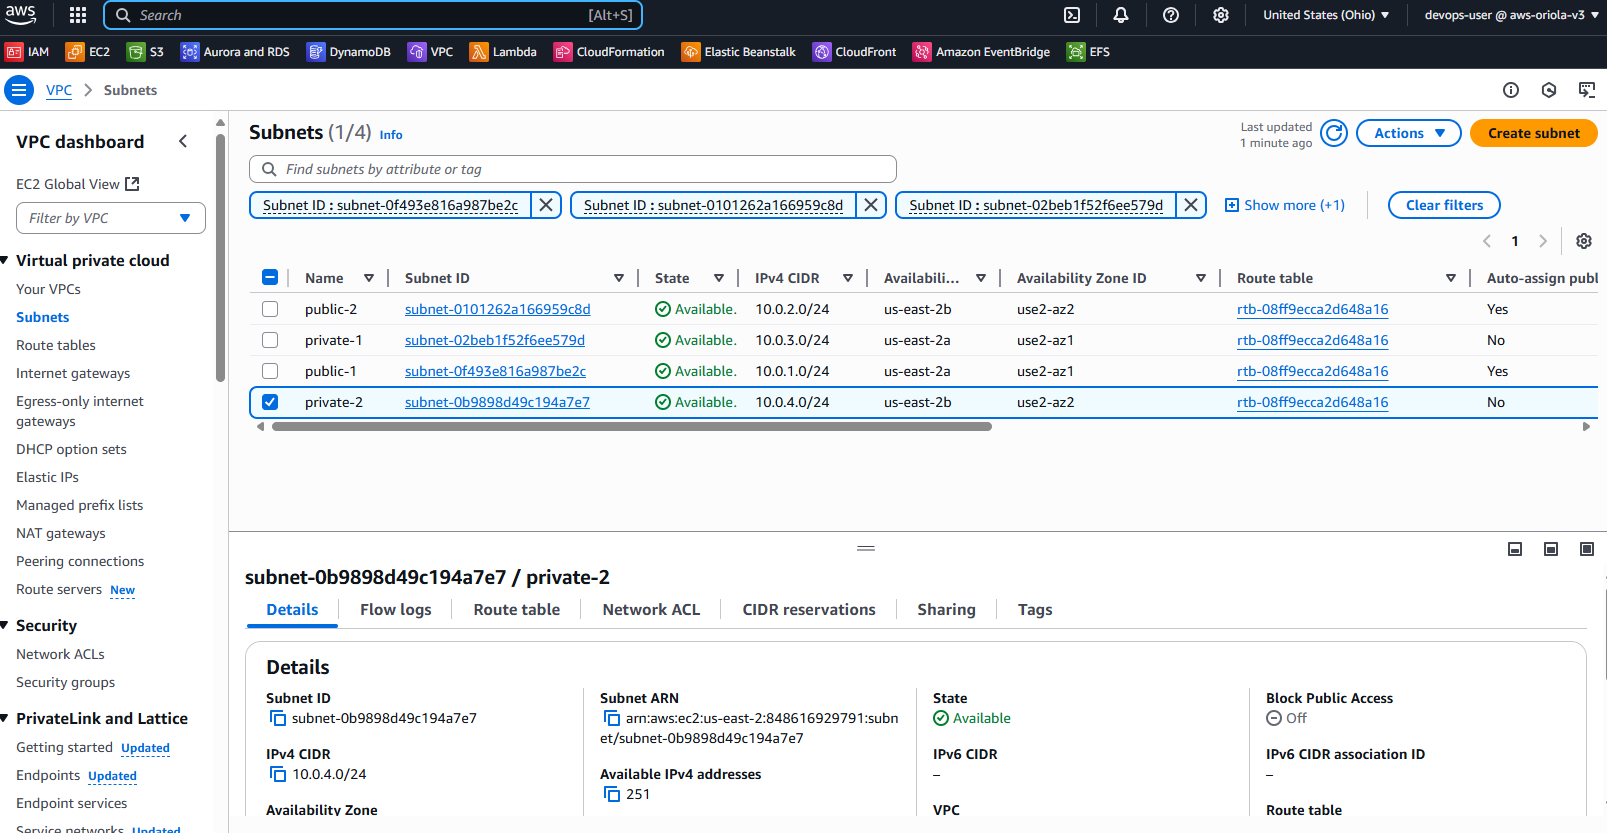 aws
Search [Alt+S]
United States (Ohio)
devops-user @ aws-oriola-v3
IAM EC2 S3 Aurora and RDS DynamoDB VPC Lambda CloudFormation Elastic Beanstalk CloudFront Amazon EventBridge EFS
VPC Subnets
VPC dashboard
EC2 Global View
Filter by VPC
Virtual private cloud
Your VPCs
Subnets
Route tables
Internet gateways
Egress-only internet
gateways
DHCP option sets
Elastic IPs
Managed prefix lists
NAT gateways
Peering connections
Route servers New
Security
Network ACLs
Security groups
PrivateLink and Lattice
Getting started Updated
Endpoints Updated
Endpoint services
Service networks Updated
Subnets (1/4) Info
Last updated
1 minute ago
Actions
Create subnet
Find subnets by attribute or tag
Subnet ID : subnet-0f493e816a987be2c
Subnet ID : subnet-0101262a166959c8d
Subnet ID : subnet-02beb1f52f6ee579d
Show more (+1)
Clear filters
1
Name Subnet ID State IPv4 CIDR Availabili... Availability Zone ID Route table Auto-assign publ
public-2 subnet-0101262a166959c8d Available. 10.0.2.0/24 us-east-2b use2-az2 rtb-08ff9ecca2d648a16 Yes
private-1 subnet-02beb1f52f6ee579d Available. 10.0.3.0/24 us-east-2a use2-az1 rtb-08ff9ecca2d648a16 No
public-1 subnet-0f493e816a987be2c Available. 10.0.1.0/24 us-east-2a use2-az1 rtb-08ff9ecca2d648a16 Yes
private-2 subnet-0b9898d49c194a7e7 Available. 10.0.4.0/24 us-east-2b use2-az2 rtb-08ff9ecca2d648a16 No
subnet-0b9898d49c194a7e7 / private-2
Details Flow logs Route table Network ACL CIDR reservations Sharing Tags
Details
Subnet ID
subnet-0b9898d49c194a7e7
IPv4 CIDR
10.0.4.0/24
Availability Zone
Subnet ARN
arn:aws:ec2:us-east-2:848616929791:subn
et/subnet-0b9898d49c194a7e7
Available IPv4 addresses
251
State
Available
IPv6 CIDR
–
VPC
Block Public Access
Off
IPv6 CIDR association ID
–
Route table